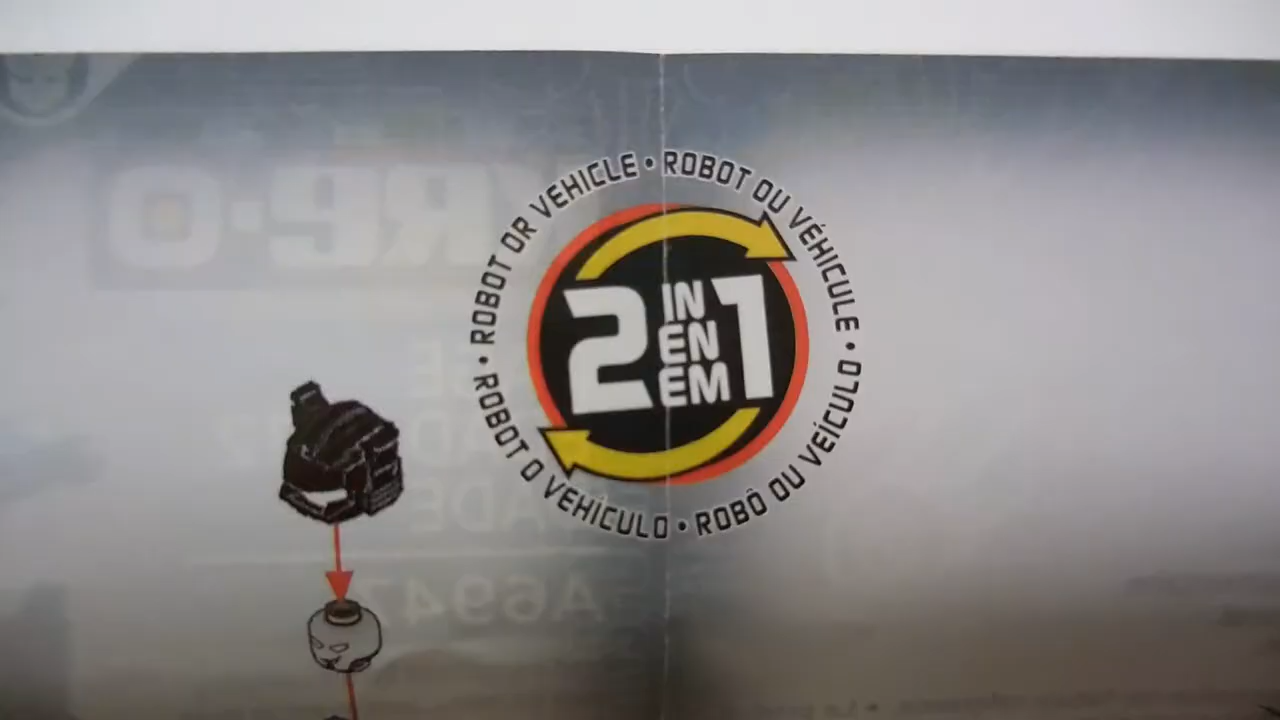 ROBOT OR VEHICLE • ROBOT OU VÉHICULE • ROBÔ OU VEÍCULO • ROBOT O VEHÍCULO •
2 IN 1
EN
EM